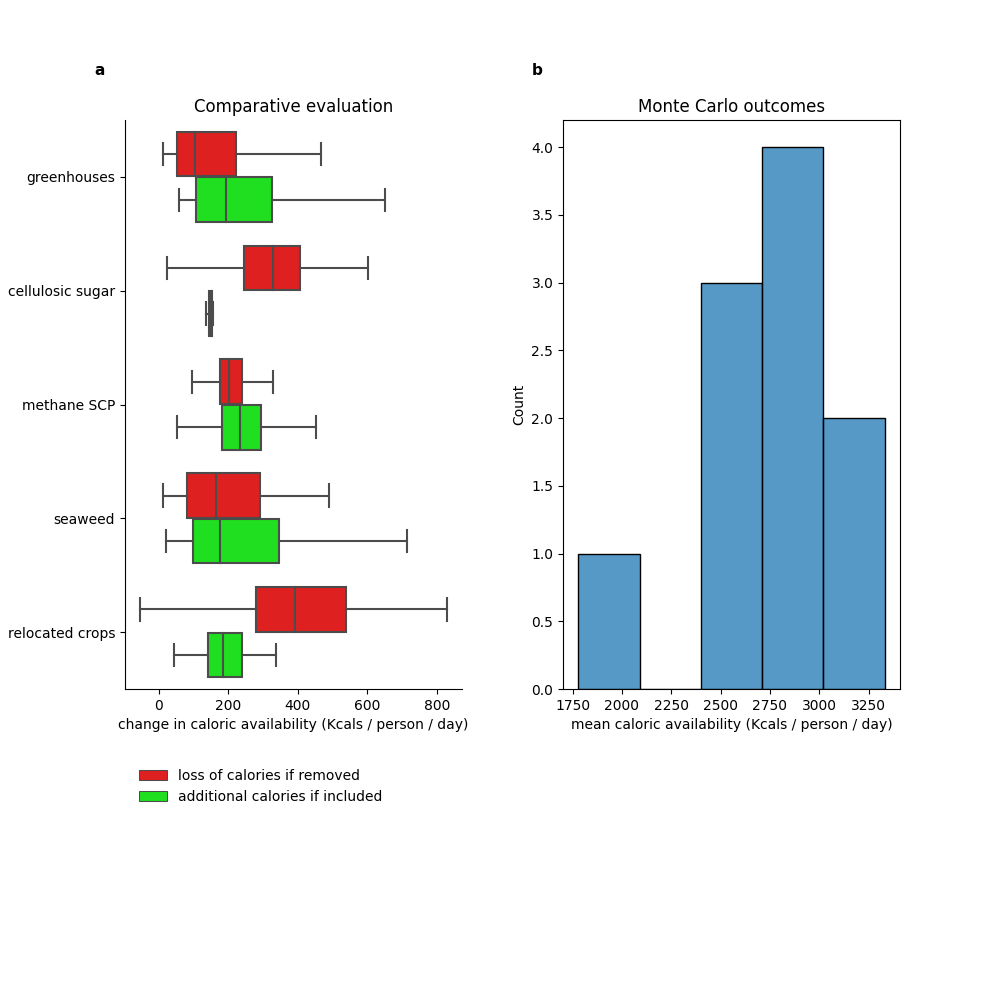 a
Comparative evaluation
greenhouses
cellulosic sugar
methane SCP
seaweed
relocated crops
0 200 400 600 800
change in caloric availability (Kcals / person / day)
loss of calories if removed
additional calories if included
b
Monte Carlo outcomes
4.0
3.5
3.0
2.5
2.0
1.5
1.0
0.5
0.0
Count
1750 2000 2250 2500 2750 3000 3250
mean caloric availability (Kcals / person / day)